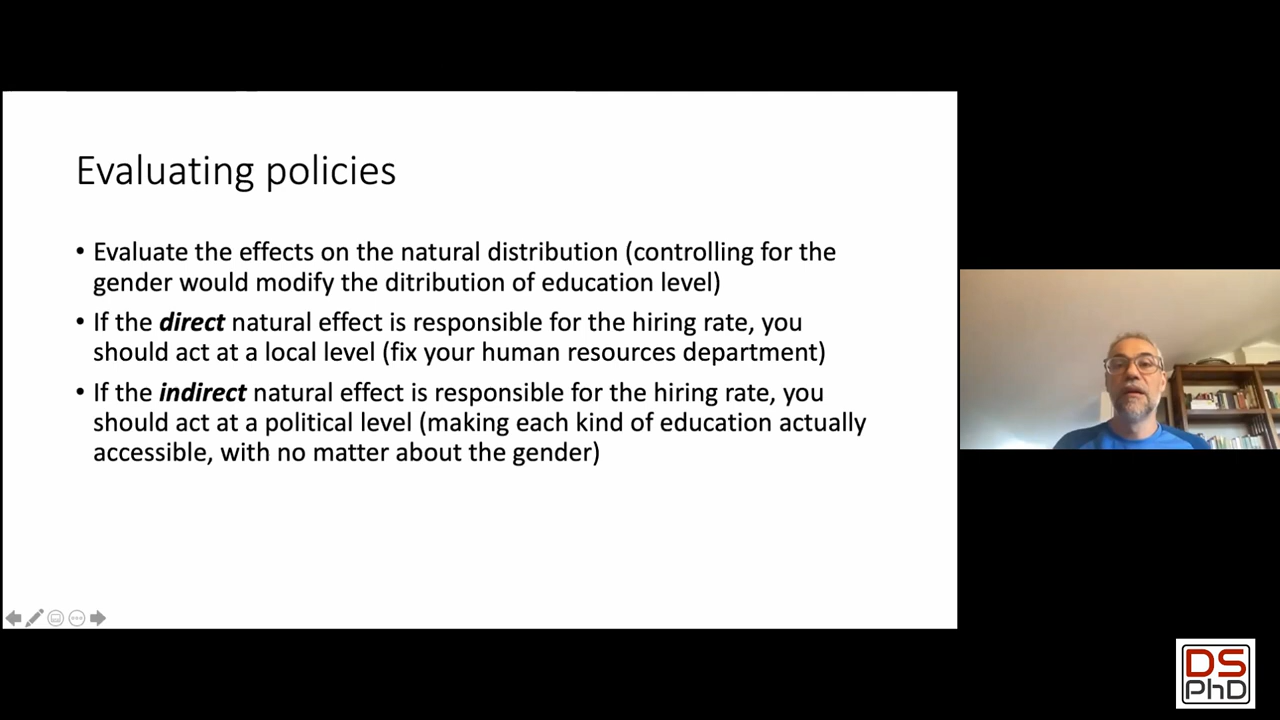 Evaluating policies
• Evaluate the effects on the natural distribution (controlling for the
gender would modify the ditribution of education level)
• If the direct natural effect is responsible for the hiring rate, you
should act at a local level (fix your human resources department)
• If the indirect natural effect is responsible for the hiring rate, you
should act at a political level (making each kind of education actually
accessible, with no matter about the gender)
DS
PhD